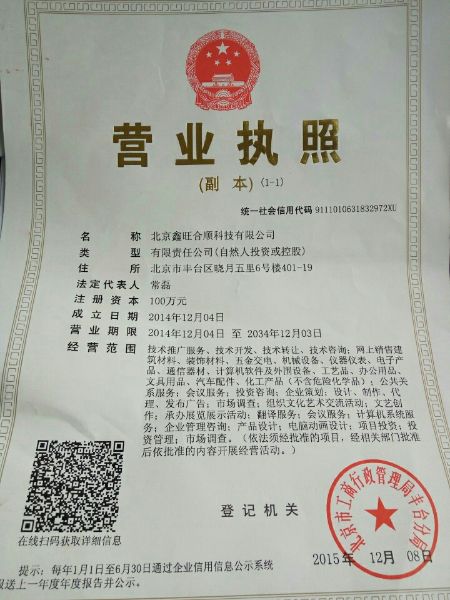 营业执照
(副 本) (1-1)
统一社会信用代码 9111010631832972XU
名 称 北京鑫旺合顺科技有限公司
类 型 有限责任公司(自然人投资或控股)
住 所 北京市丰台区晓月五里6号楼401-19
法定代表人 常磊
注册资本 100万元
成立日期 2014年12月04日
营业期限 2014年12月04日 至 2034年12月03日
经营范围 技术推广服务、技术开发、技术转让、技术咨询；网上销售建
筑材料、装饰材料、五金交电、机械设备、仪器仪表、电子产
品、通信器材、计算机软件及外围设备、工艺品、办公用品、
文具用品、汽车配件、化工产品（不含危险化学品）；公共关
系服务；会议服务；投资咨询；企业策划；设计、制作、代
理、发布广告；市场调查；组织文化艺术交流活动；文艺创
作；承办展览展示活动；翻译服务；会议服务；计算机系统服
务；企业管理咨询；产品设计；电脑动画设计；项目投资；投
资管理；市场调查。（依法须经批准的项目，经相关部门批准
后依批准的内容开展经营活动。）
在线扫码获取详细信息
登记机关
北京市工商行政管理局丰台分局
2015年 12月 08日
提示：每年1月1日至6月30日通过企业信用信息公示系统
报送上一年度年度报告并公示。